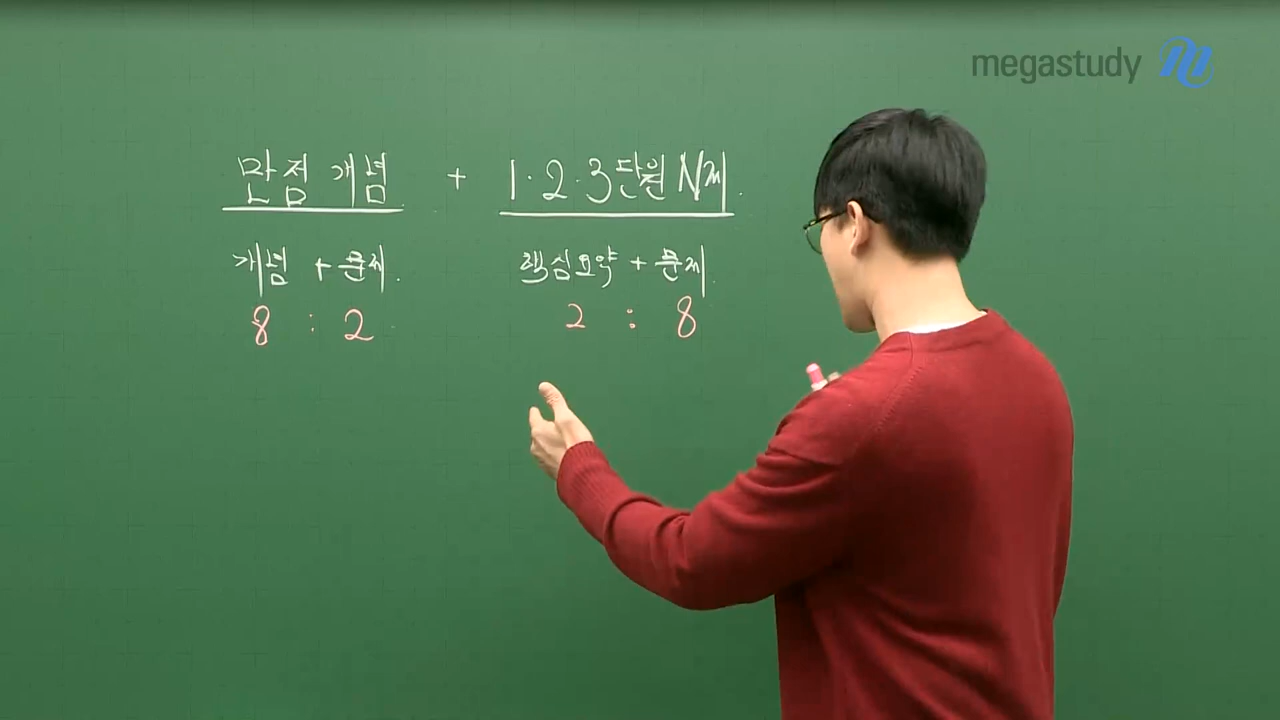 megastudy
만점 개념 + 1·2·3단원 N제.
개념 + 문제. 핵심요약 + 문제.
8 : 2 2 : 8